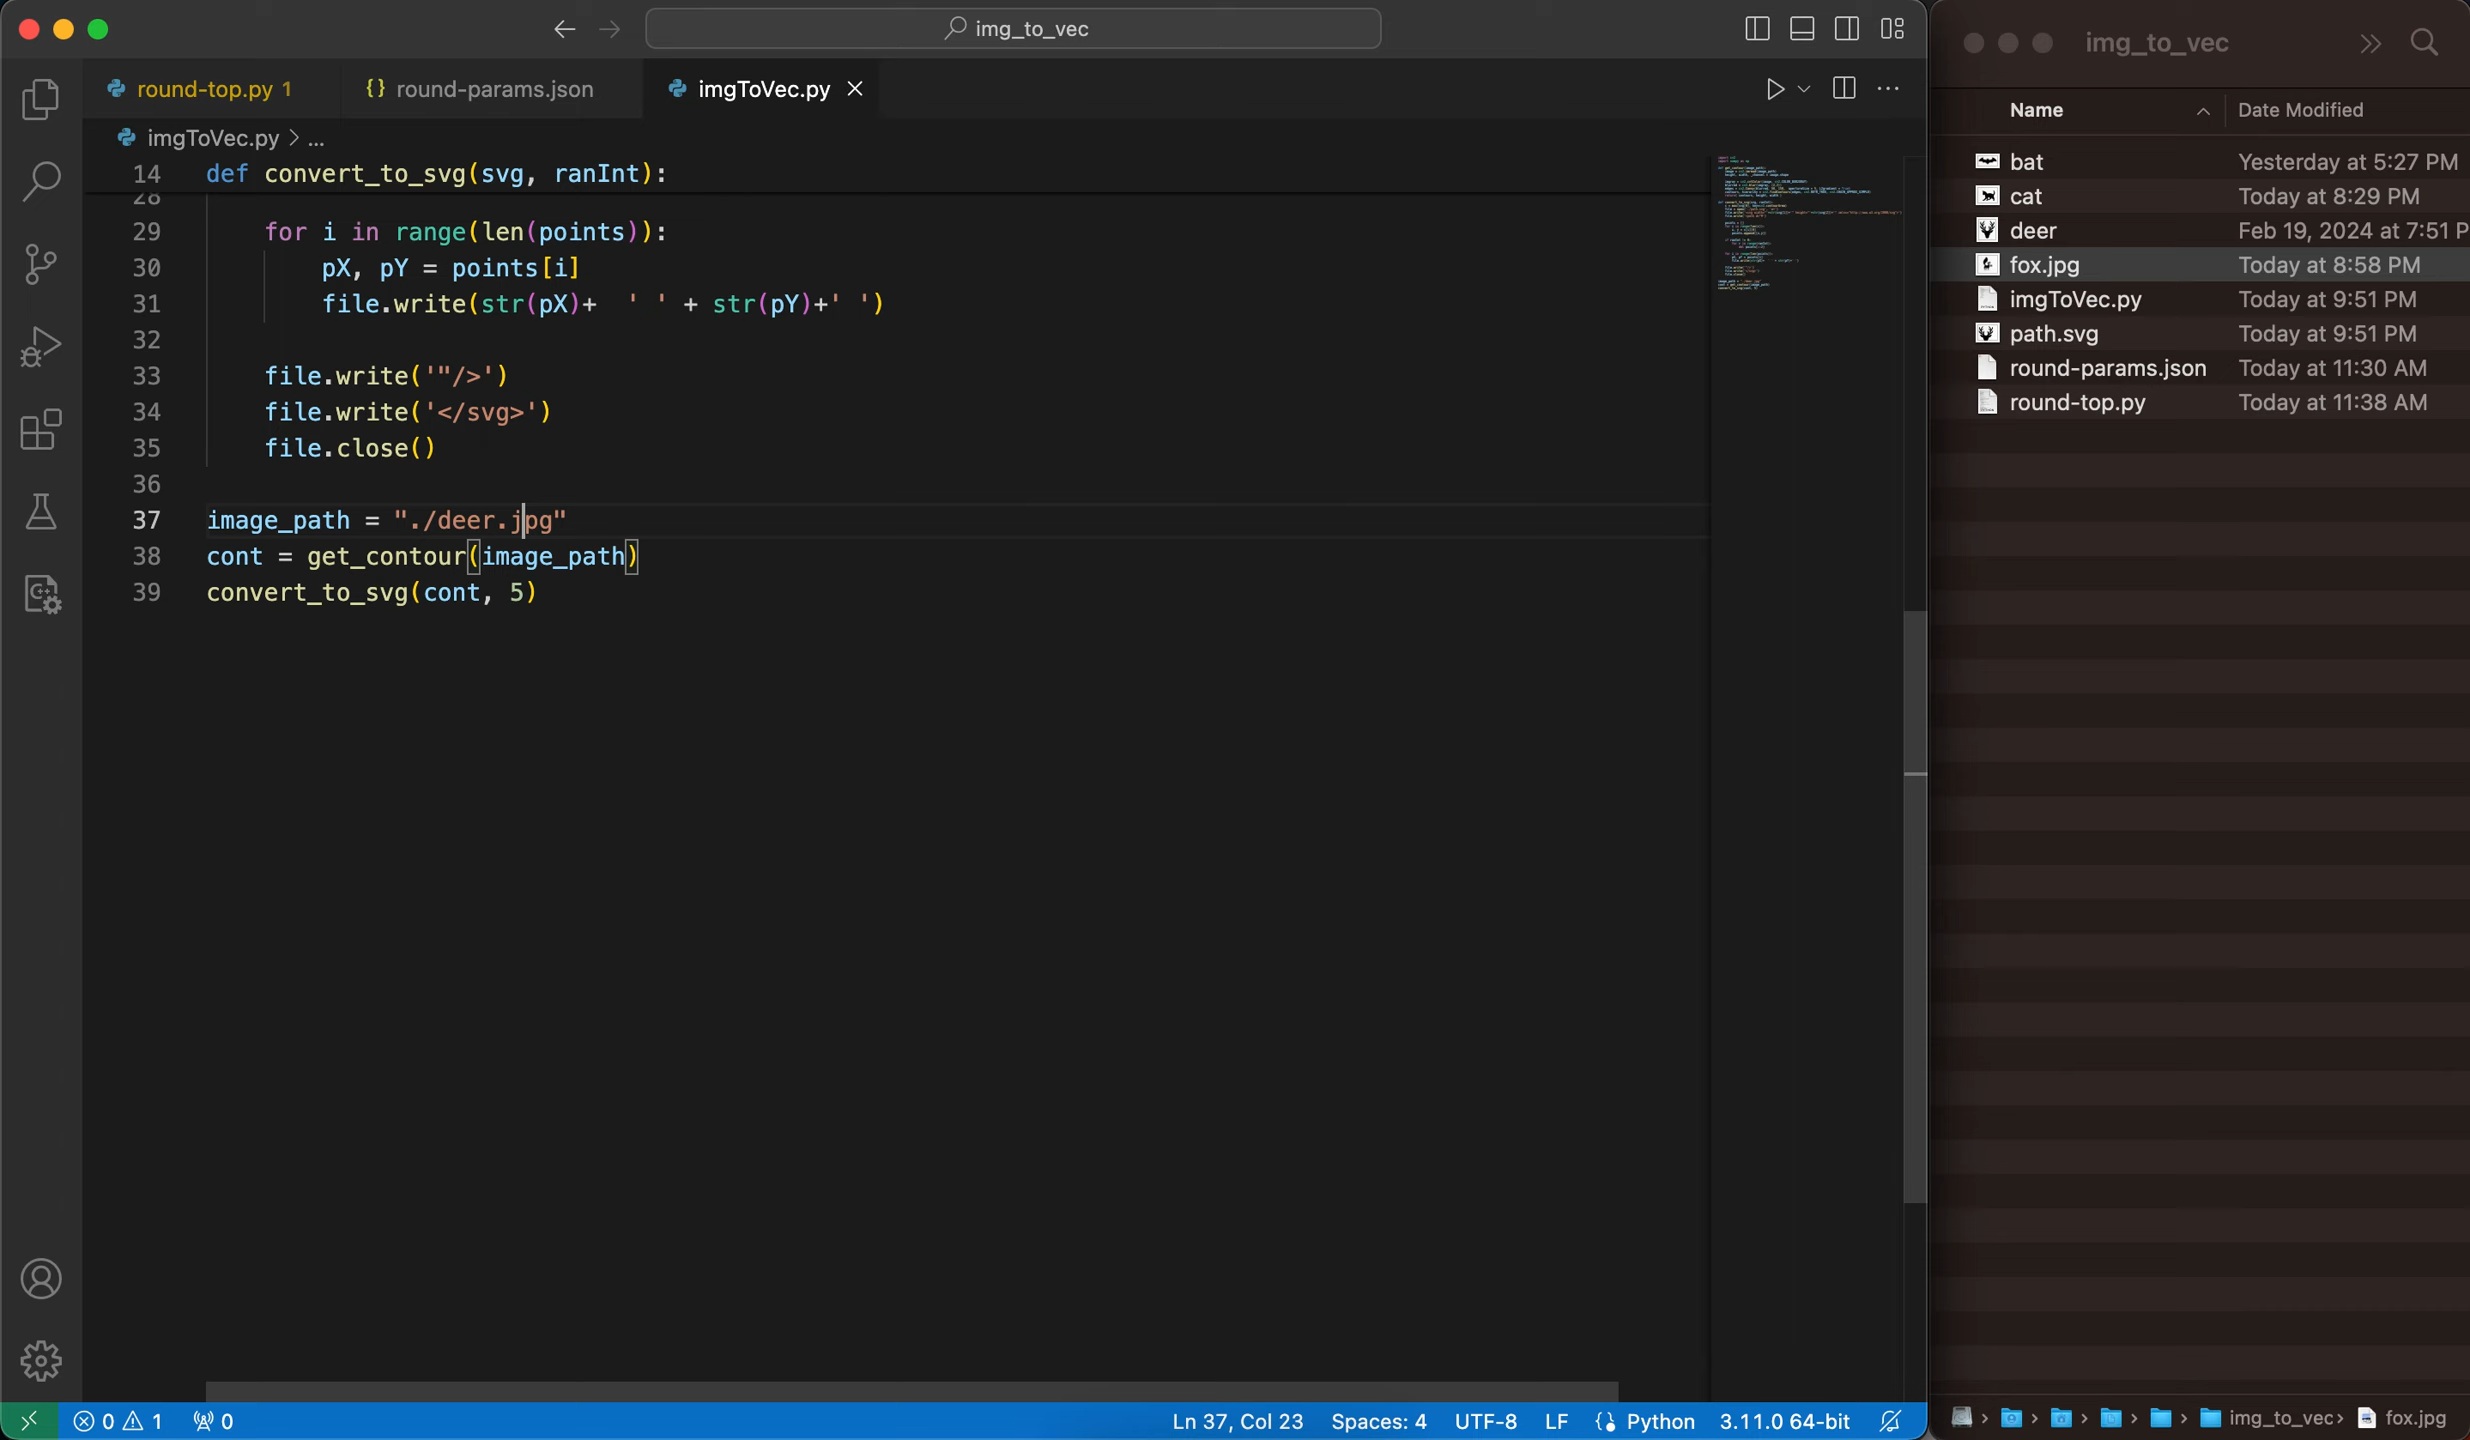 img_to_vec
round-top.py 1
{} round-params.json
imgToVec.py
imgToVec.py > ...
14 def convert_to_svg(svg, ranInt):
28
29 for i in range(len(points)):
30 pX, pY = points[i]
31 file.write(str(pX)+  ' ' + str(pY)+' ')
32
33 file.write('"/>')
34 file.write('</svg>')
35 file.close()
36
37 image_path = "./deer.jpg"
38 cont = get_contour(image_path)
39 convert_to_svg(cont, 5)
0 1 0
Ln 37, Col 23 Spaces: 4 UTF-8 LF Python 3.11.0 64-bit
img_to_vec
Name Date Modified
bat Yesterday at 5:27 PM
cat Today at 8:29 PM
deer Feb 19, 2024 at 7:51 P
fox.jpg Today at 8:58 PM
imgToVec.py Today at 9:51 PM
path.svg Today at 9:51 PM
round-params.json Today at 11:30 AM
round-top.py Today at 11:38 AM
img_to_vec › fox.jpg